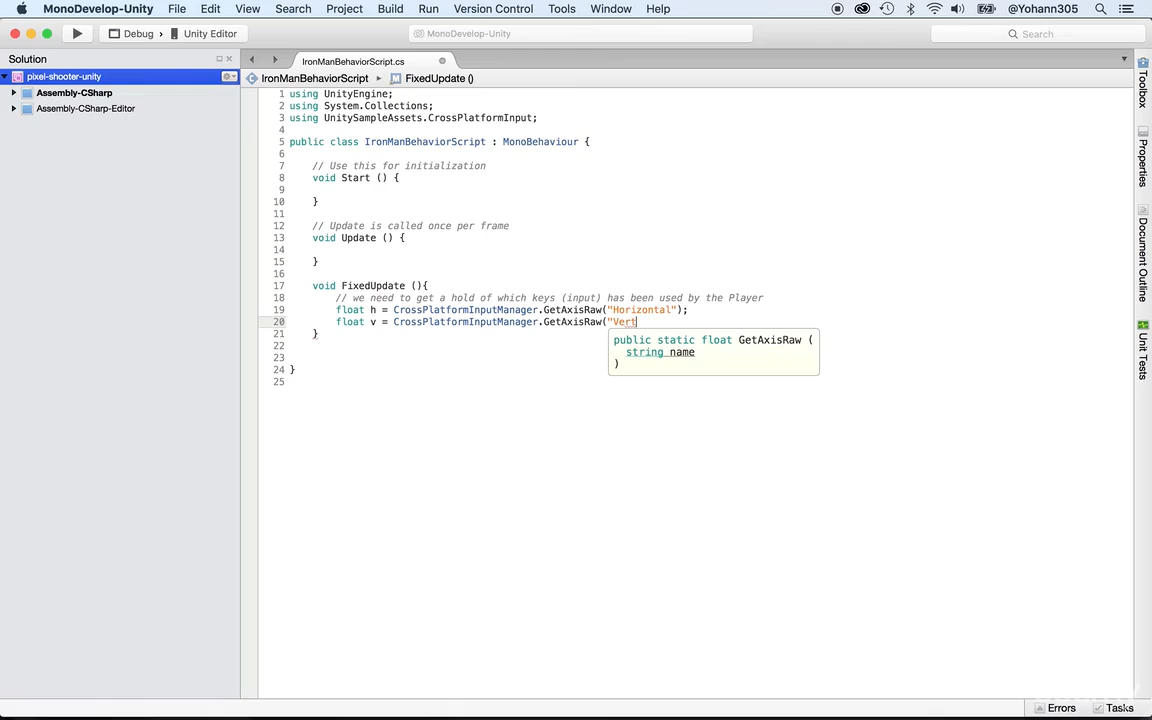 MonoDevelop-Unity File Edit View Search Project Build Run Version Control Tools Window Help @Yohann305
Debug › Unity Editor MonoDevelop-Unity Search
Solution
pixel-shooter-unity
Assembly-CSharp
Assembly-CSharp-Editor
IronManBehaviorScript.cs
IronManBehaviorScript ▸ M FixedUpdate ()
1 using UnityEngine;
2 using System.Collections;
3 using UnitySampleAssets.CrossPlatformInput;
4
5 public class IronManBehaviorScript : MonoBehaviour {
6
7 // Use this for initialization
8 void Start () {
9
10 }
11
12 // Update is called once per frame
13 void Update () {
14
15 }
16
17 void FixedUpdate (){
18 // we need to get a hold of which keys (input) has been used by the Player
19 float h = CrossPlatformInputManager.GetAxisRaw("Horizontal");
20 float v = CrossPlatformInputManager.GetAxisRaw("Vert
21 }
22
23
24 }
25
public static float GetAxisRaw (
string name
)
Toolbox
Properties
Document Outline
Unit Tests
Errors Tasks